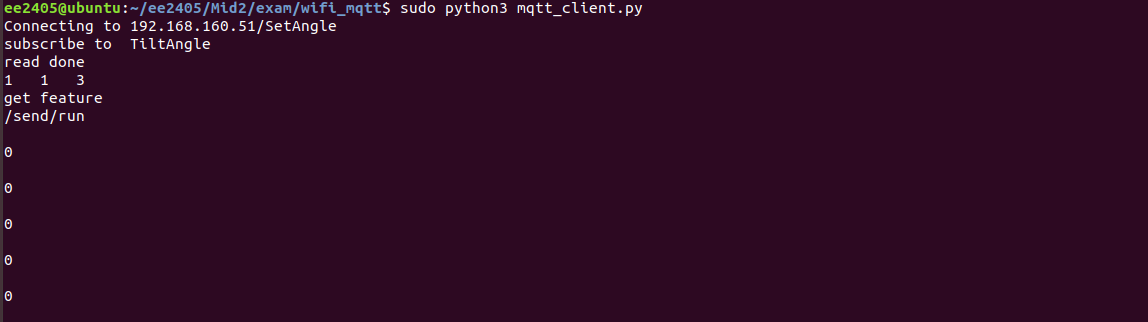 ee2405@ubuntu:~/ee2405/Mid2/exam/wifi_mqtt$ sudo python3 mqtt_client.py
Connecting to 192.168.160.51/SetAngle
subscribe to  TiltAngle
read done
1   1   3
get feature
/send/run
0
0
0
0
0